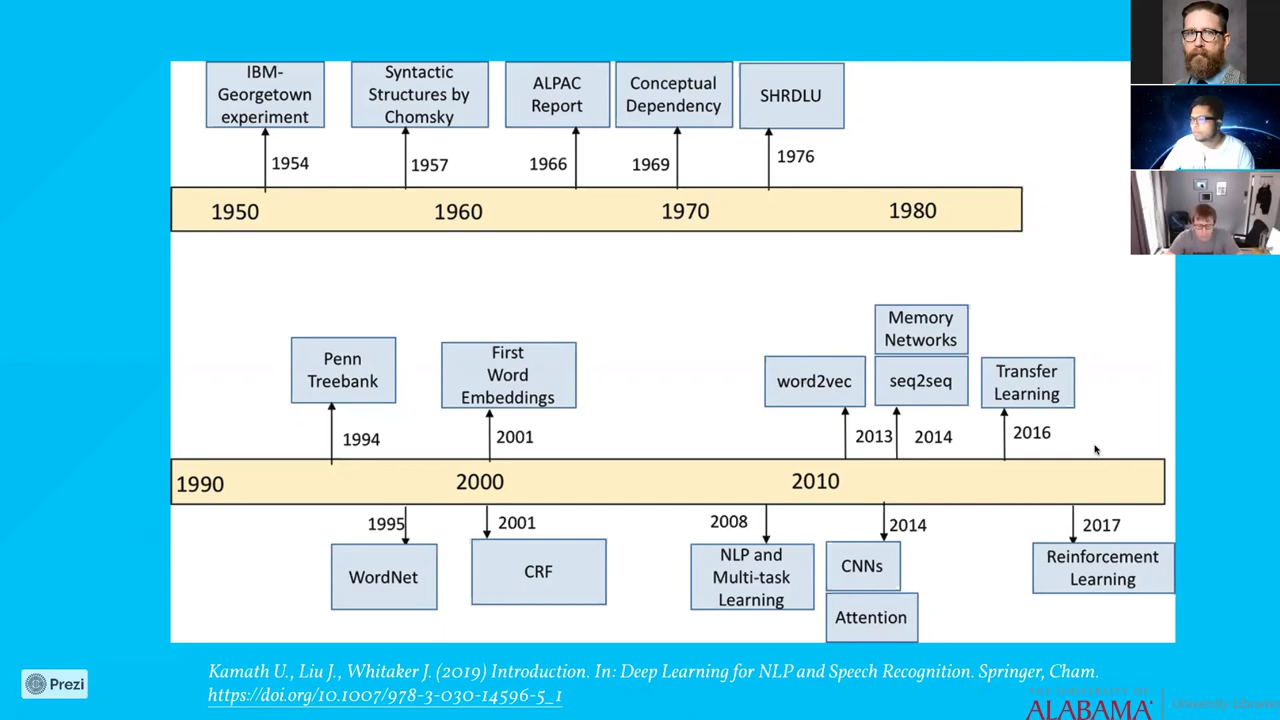 IBM-
Georgetown
experiment
Syntactic
Structures by
Chomsky
ALPAC
Report
Conceptual
Dependency
SHRDLU
1954
1957
1966
1969
1976
1950
1960
1970
1980
Memory
Networks
Penn
Treebank
First
Word
Embeddings
word2vec
seq2seq
Transfer
Learning
1994
2001
2013
2014
2016
1990
2000
2010
1995
2001
2008
2014
2017
WordNet
CRF
NLP and
Multi-task
Learning
CNNs
Attention
Reinforcement
Learning
Kamath U., Liu J., Whitaker J. (2019) Introduction. In: Deep Learning for NLP and Speech Recognition. Springer, Cham.
https://doi.org/10.1007/978-3-030-14596-5_1
Prezi
THE UNIVERSITY OF
ALABAMA
University Libraries